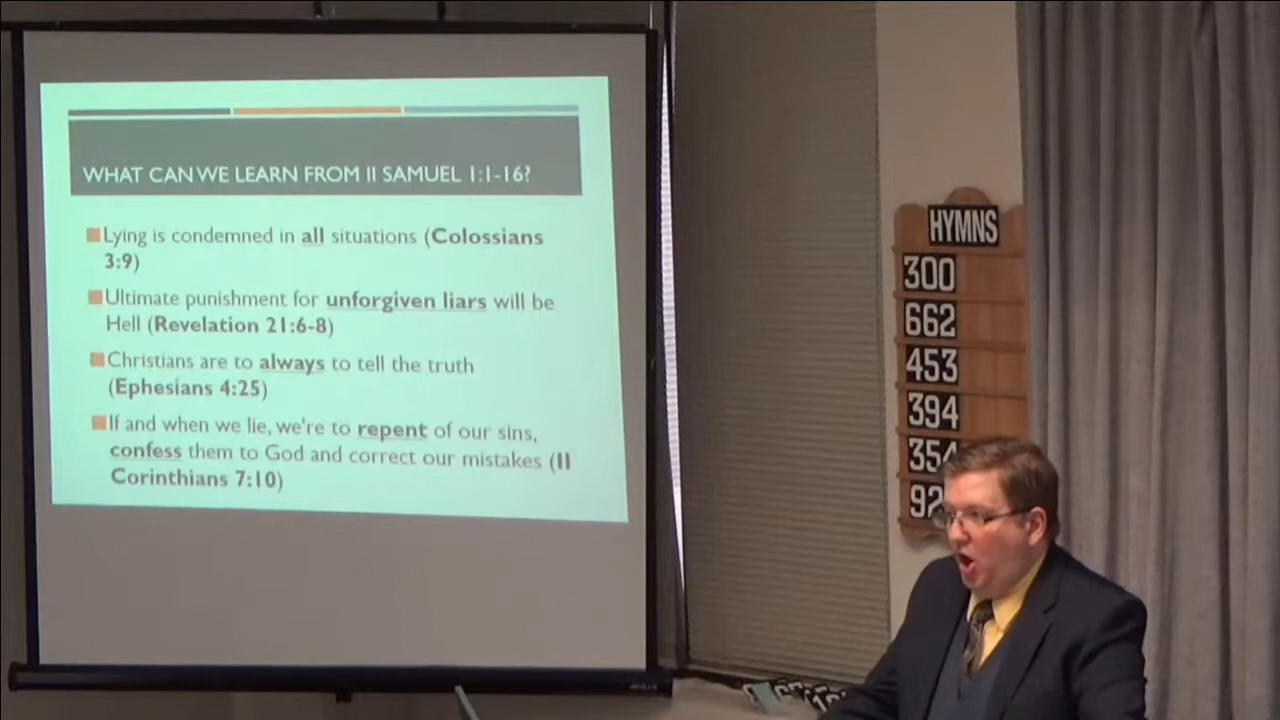 WHAT CAN WE LEARN FROM II SAMUEL 1:1-16?
Lying is condemned in all situations (Colossians
3:9)
Ultimate punishment for unforgiven liars will be
Hell (Revelation 21:6-8)
Christians are to always to tell the truth
(Ephesians 4:25)
If and when we lie, we're to repent of our sins,
confess them to God and correct our mistakes (II
Corinthians 7:10)
HYMNS
300
662
453
394
354